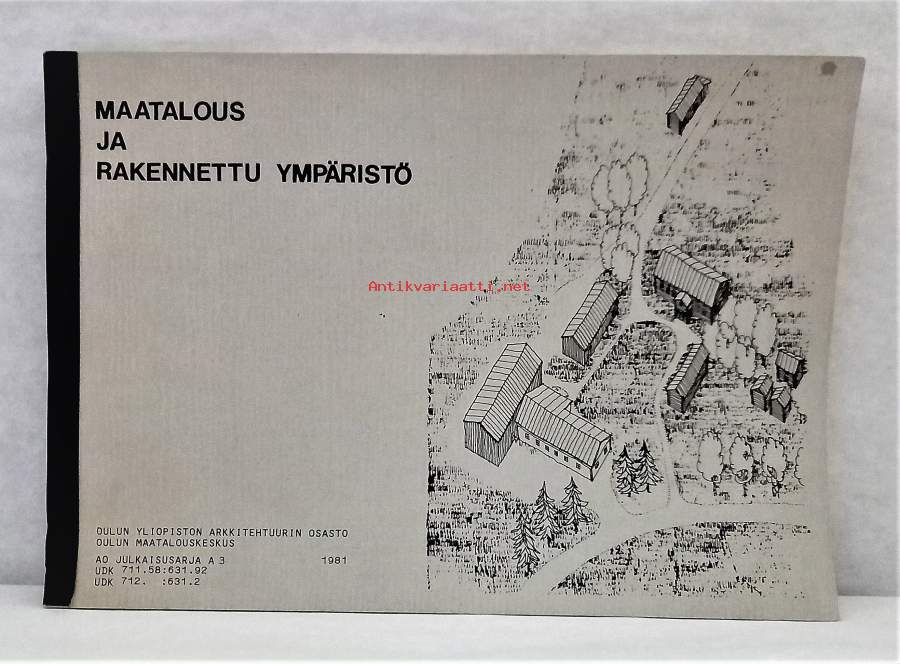 MAATALOUS
JA
RAKENNETTU YMPÄRISTÖ
Antikvariaatti.net
OULUN YLIOPISTON ARKKITEHTUURIN OSASTO
OULUN MAATALOUSKESKUS
AO JULKAISUSARJA A 3 1981
UDK 711.58:631.92
UDK 712. :631.2